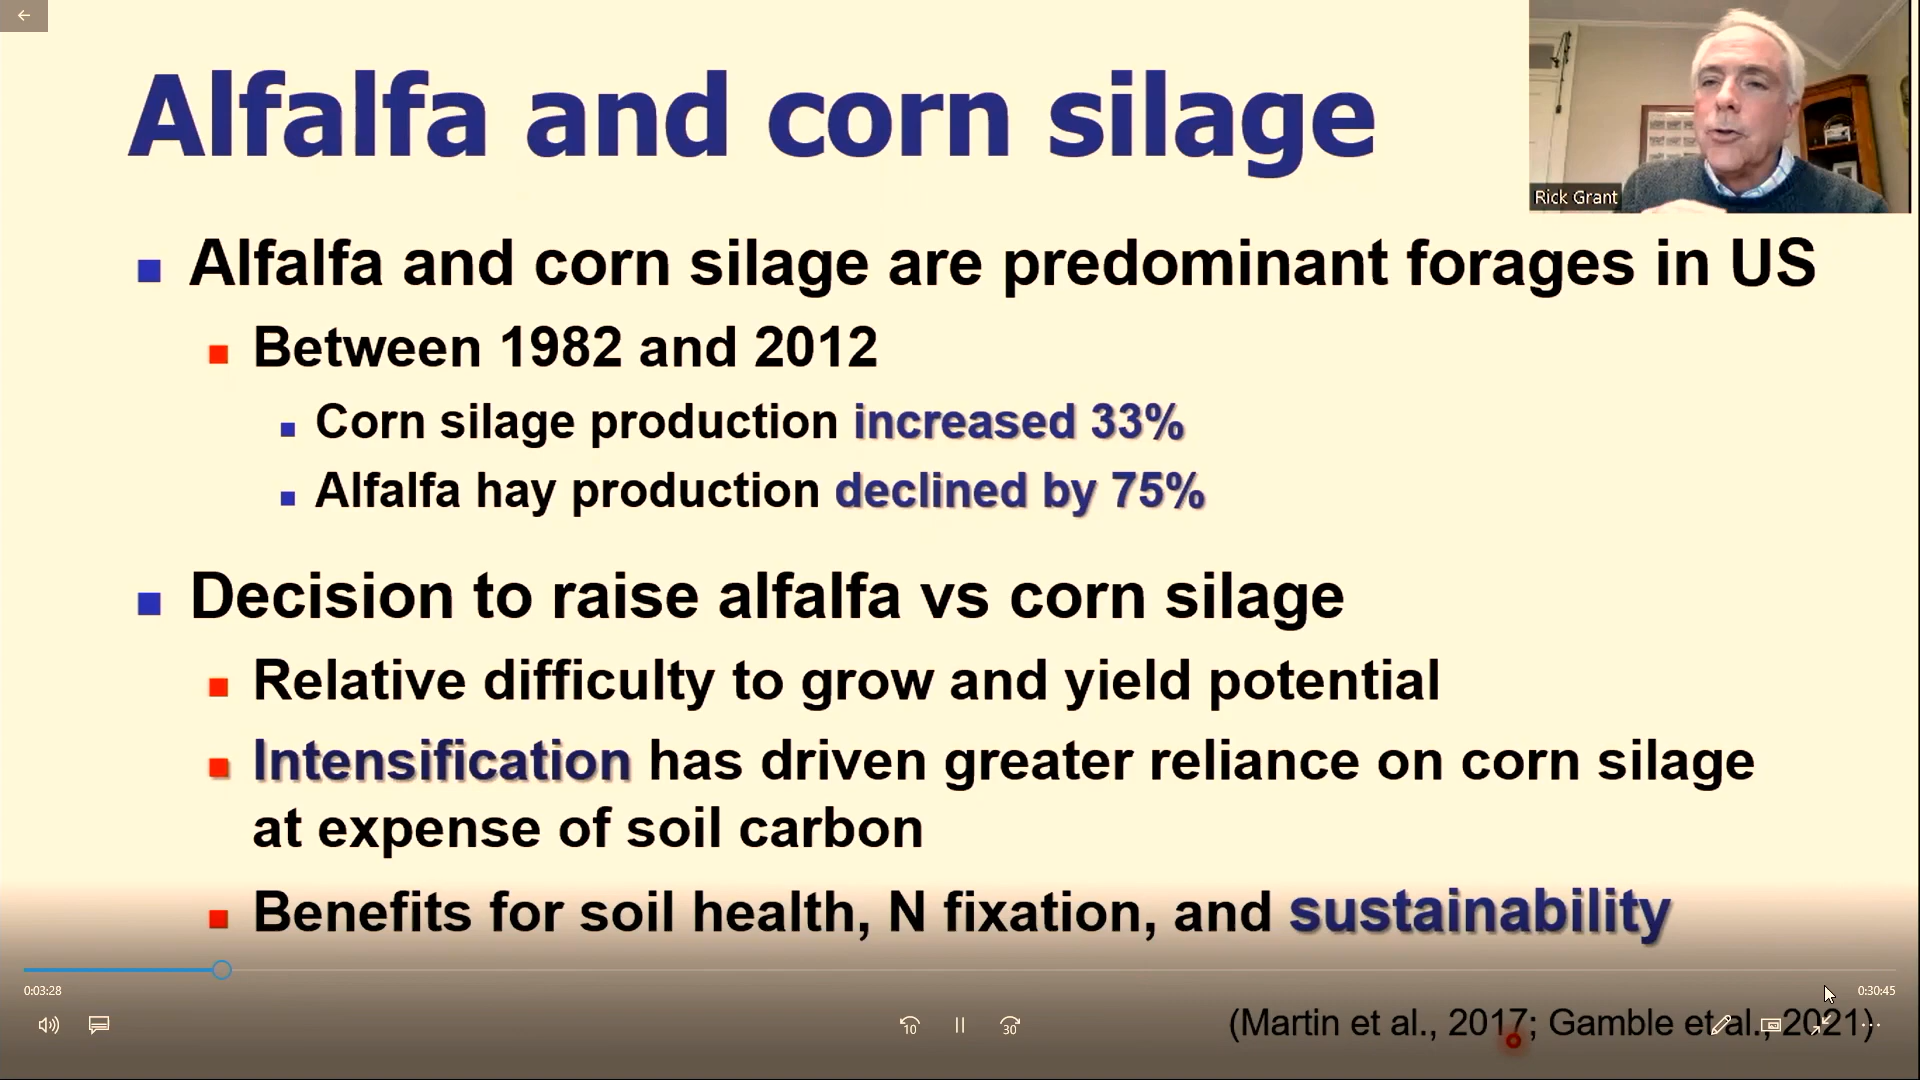 Alfalfa and corn silage
Rick Grant
Alfalfa and corn silage are predominant forages in US
Between 1982 and 2012
Corn silage production increased 33%
Alfalfa hay production declined by 75%
Decision to raise alfalfa vs corn silage
Relative difficulty to grow and yield potential
Intensification has driven greater reliance on corn silage
at expense of soil carbon
Benefits for soil health, N fixation, and sustainability
0:03:28
0:30:45
10
30
(Martin et al., 2017; Gamble et al., 2021)